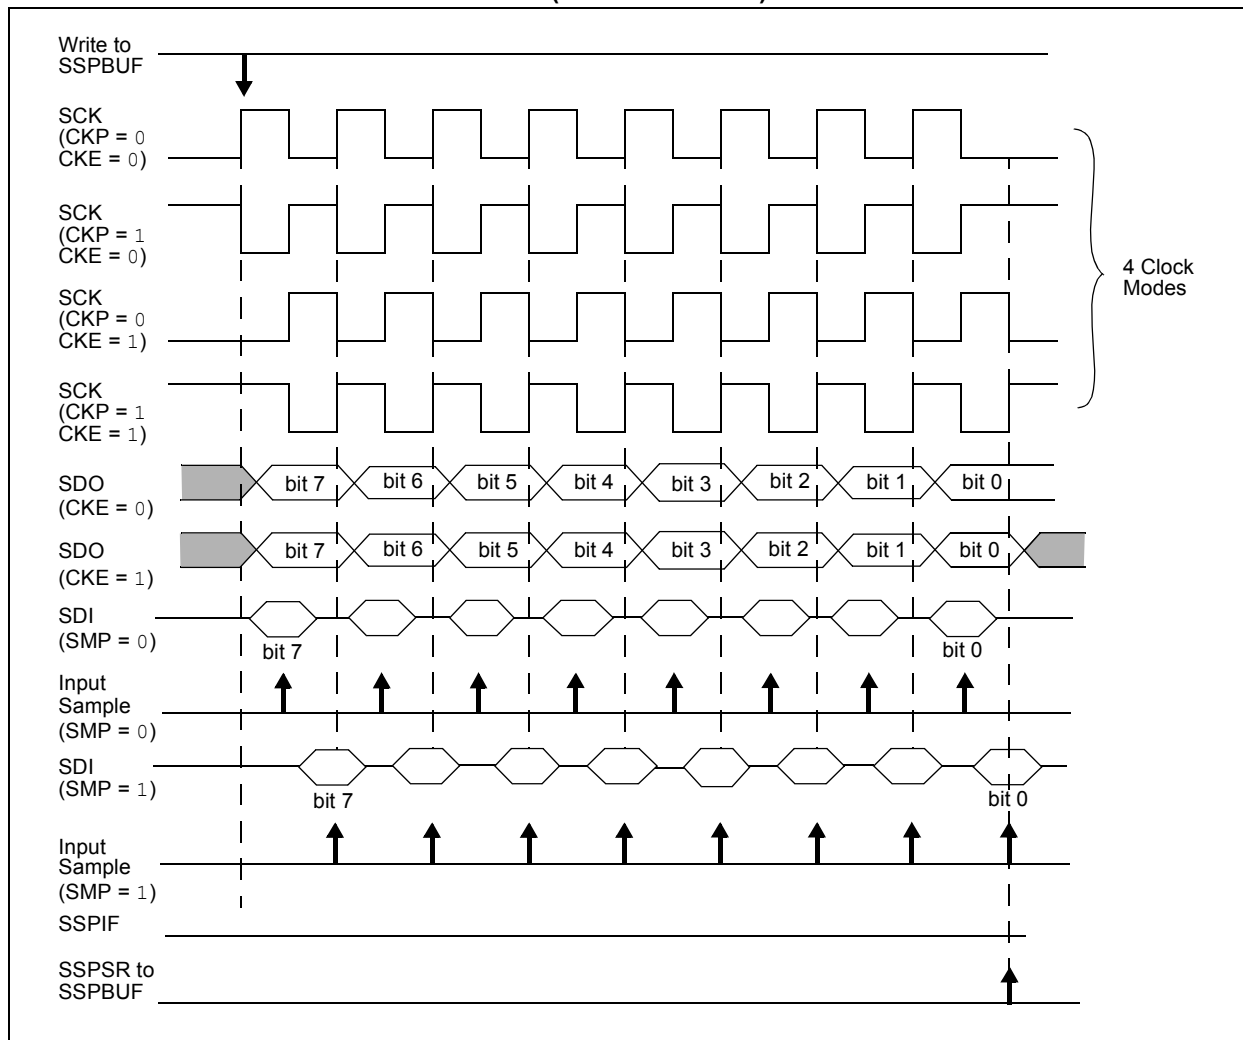 Write to
SSPBUF
SCK
(CKP = 0
CKE = 0)
SCK
(CKP = 1
CKE = 0)
SCK
(CKP = 0
CKE = 1)
4 Clock
Modes
SCK
(CKP = 1
CKE = 1)
SDO
(CKE = 0)
bit 7 bit 6 bit 5 bit 4 bit 3 bit 2 bit 1 bit 0
SDO
(CKE = 1)
bit 7 bit 6 bit 5 bit 4 bit 3 bit 2 bit 1 bit 0
SDI
(SMP = 0)
bit 7 bit 0
Input
Sample
(SMP = 0)
SDI
(SMP = 1)
bit 7 bit 0
Input
Sample
(SMP = 1)
SSPIF
SSPSR to
SSPBUF